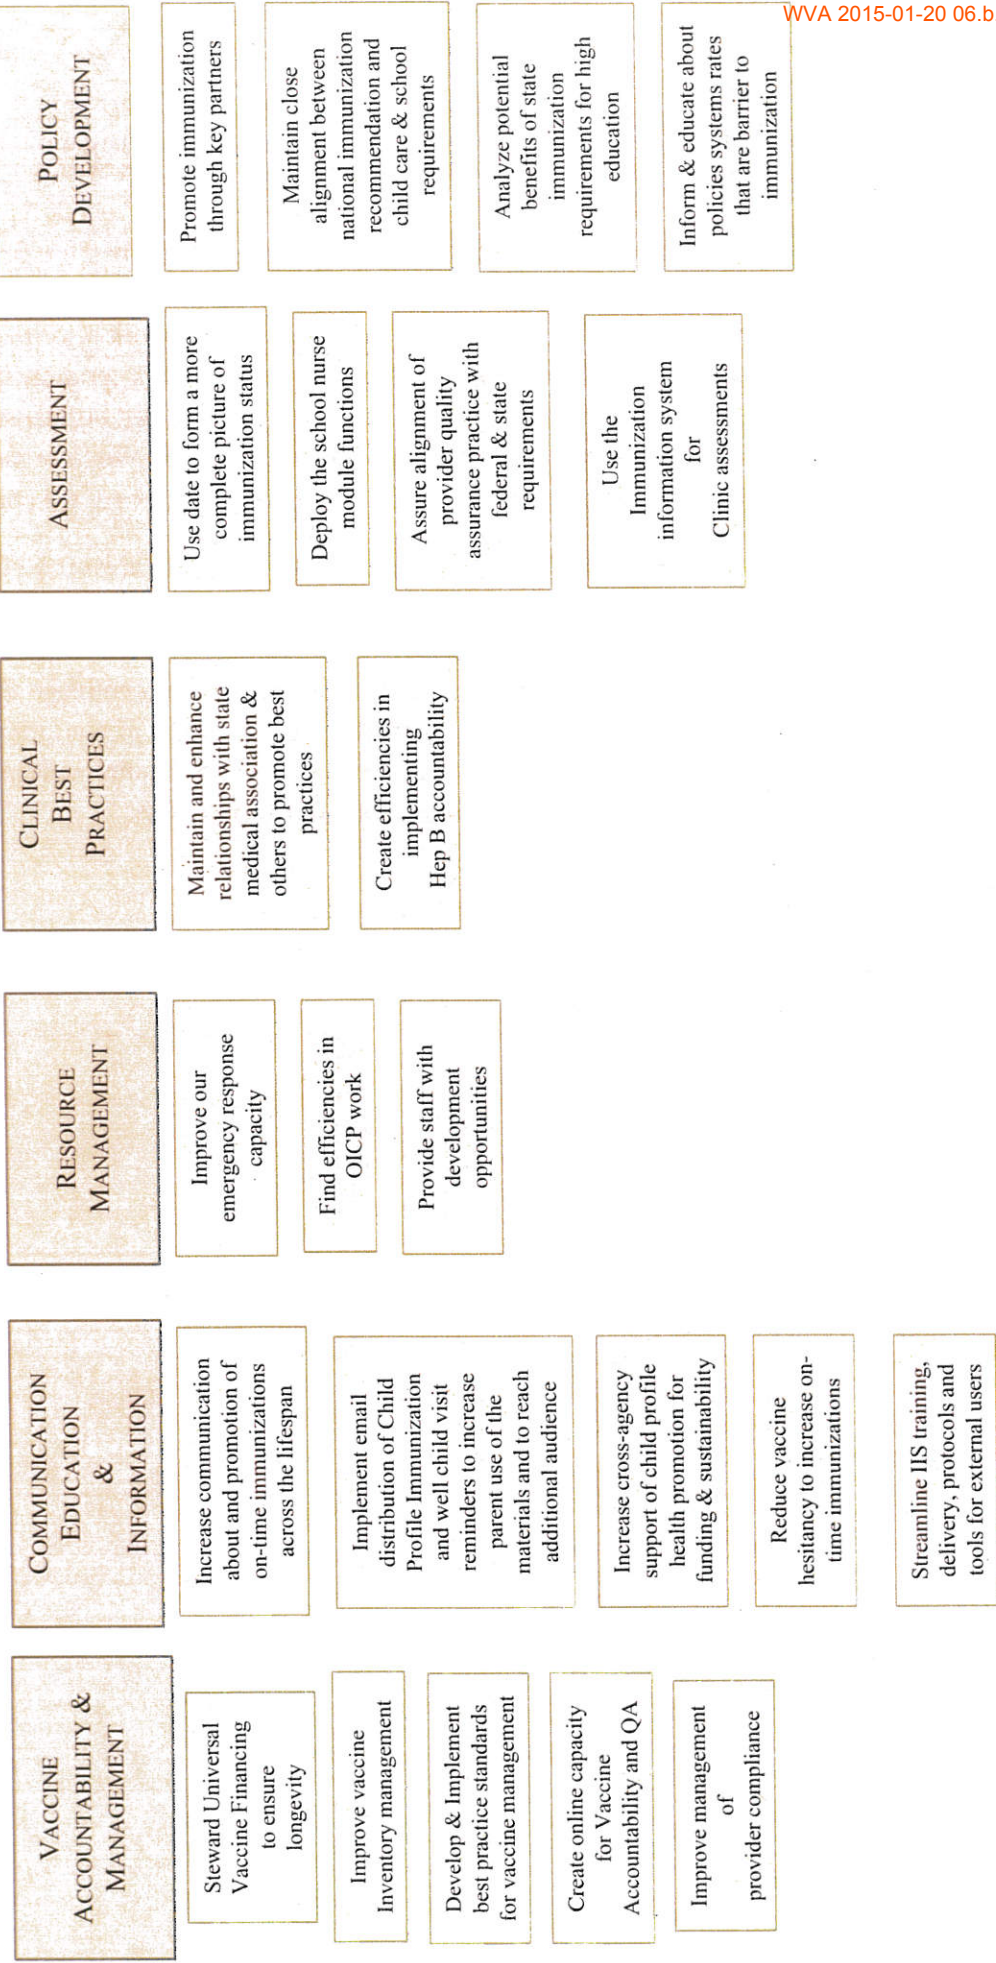 WVA 2015-01-20 06.b
VACCINE
ACCOUNTABILITY &
MANAGEMENT
Steward Universal
Vaccine Financing
to ensure
longevity
Improve vaccine
Inventory management
Develop & Implement
best practice standards
for vaccine management
Create online capacity
for Vaccine
Accountability and QA
Improve management
of
provider compliance
COMMUNICATION
EDUCATION
&
INFORMATION
Increase communication
about and promotion of
on-time immunizations
across the lifespan
Implement email
distribution of Child
Profile Immunization
and well child visit
reminders to increase
parent use of the
materials and to reach
additional audience
Increase cross-agency
support of child profile
health promotion for
funding & sustainability
Reduce vaccine
hesitancy to increase on-
time immunizations
Streamline IIS training,
delivery, protocols and
tools for external users
RESOURCE
MANAGEMENT
Improve our
emergency response
capacity
Find efficiencies in
OICP work
Provide staff with
development
opportunities
CLINICAL
BEST
PRACTICES
Maintain and enhance
relationships with state
medical association &
others to promote best
practices
Create efficiencies in
implementing
Hep B accountability
ASSESSMENT
Use date to form a more
complete picture of
immunization status
Deploy the school nurse
module functions
Assure alignment of
provider quality
assurance practice with
federal & state
requirements
Use the
Immunization
information system
for
Clinic assessments
POLICY
DEVELOPMENT
Promote immunization
through key partners
Maintain close
alignment between
national immunization
recommendation and
child care & school
requirements
Analyze potential
benefits of state
immunization
requirements for high
education
Inform & educate about
policies systems rates
that are barrier to
immunization